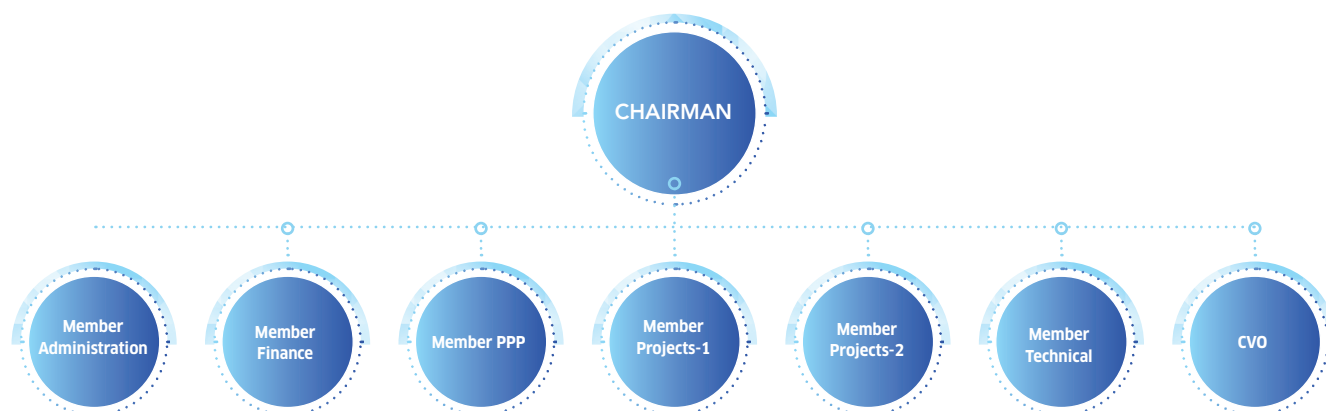 CHAIRMAN
Member
Administration
Member
Finance
Member PPP
Member
Projects-1
Member
Projects-2
Member
Technical
CVO